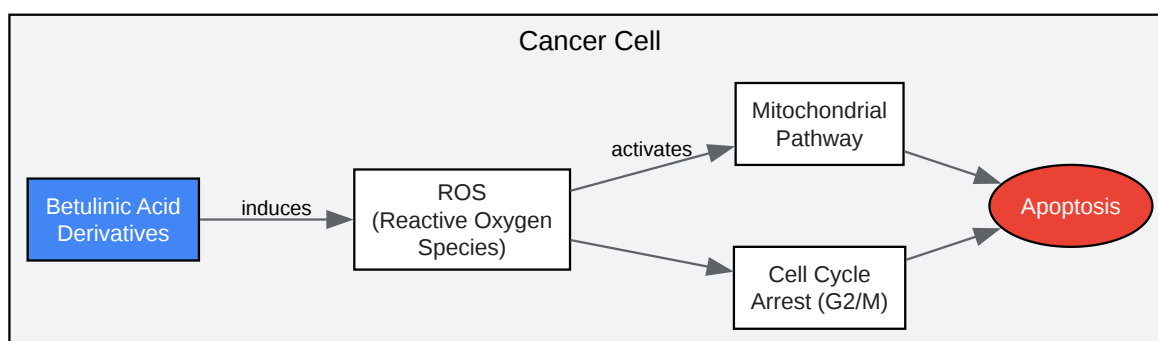 Cancer Cell
Betulinic Acid
Derivatives
induces
ROS
(Reactive Oxygen
Species)
activates
Mitochondrial
Pathway
Cell Cycle
Arrest (G2/M)
Apoptosis